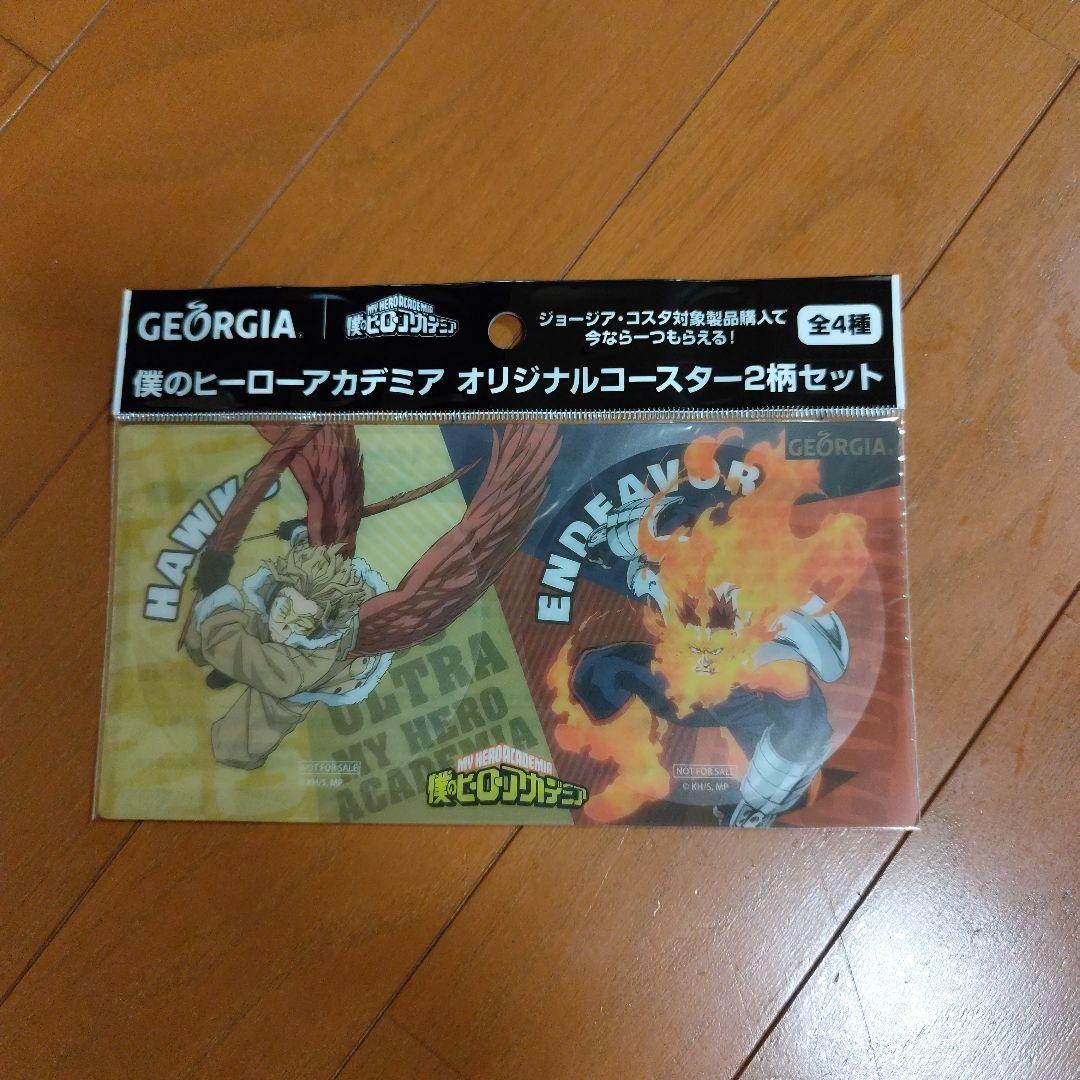 GEORGIA
MY HERO ACADEMIA
僕のヒーローアカデミア
ジョージア・コスタ対象製品購入で
今なら一つもらえる!
全4種
僕のヒーローアカデミア オリジナルコースター2柄セット
HAWKS
ENDEAVOR
GEORGIA
ULTRA
MY HERO
ACADEMIA
NOT FOR SALE
© KH/S, MP
MY HERO ACADEMIA
僕のヒーローアカデミア
NOT FOR SALE
© KH/S, MP